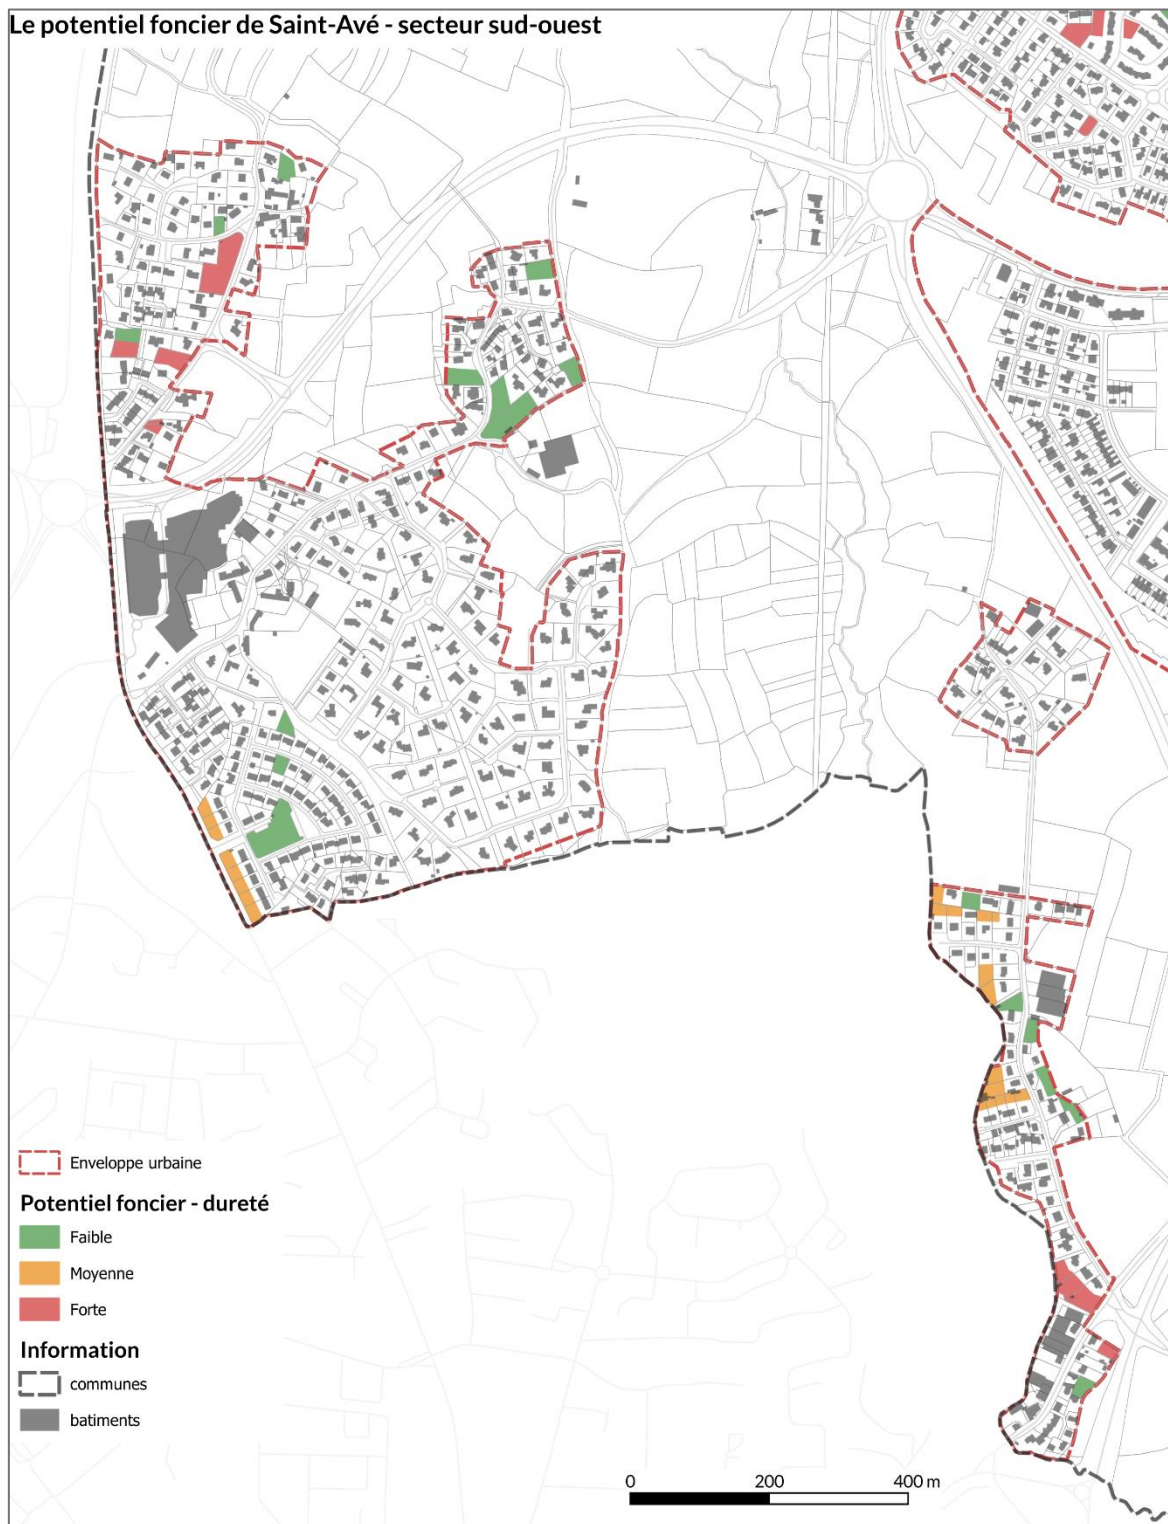 Le potentiel foncier de Saint-Avé - secteur sud-ouest
Enveloppe urbaine
Potentiel foncier - dureté
Faible
Moyenne
Forte
Information
communes
batiments
0 200 400 m